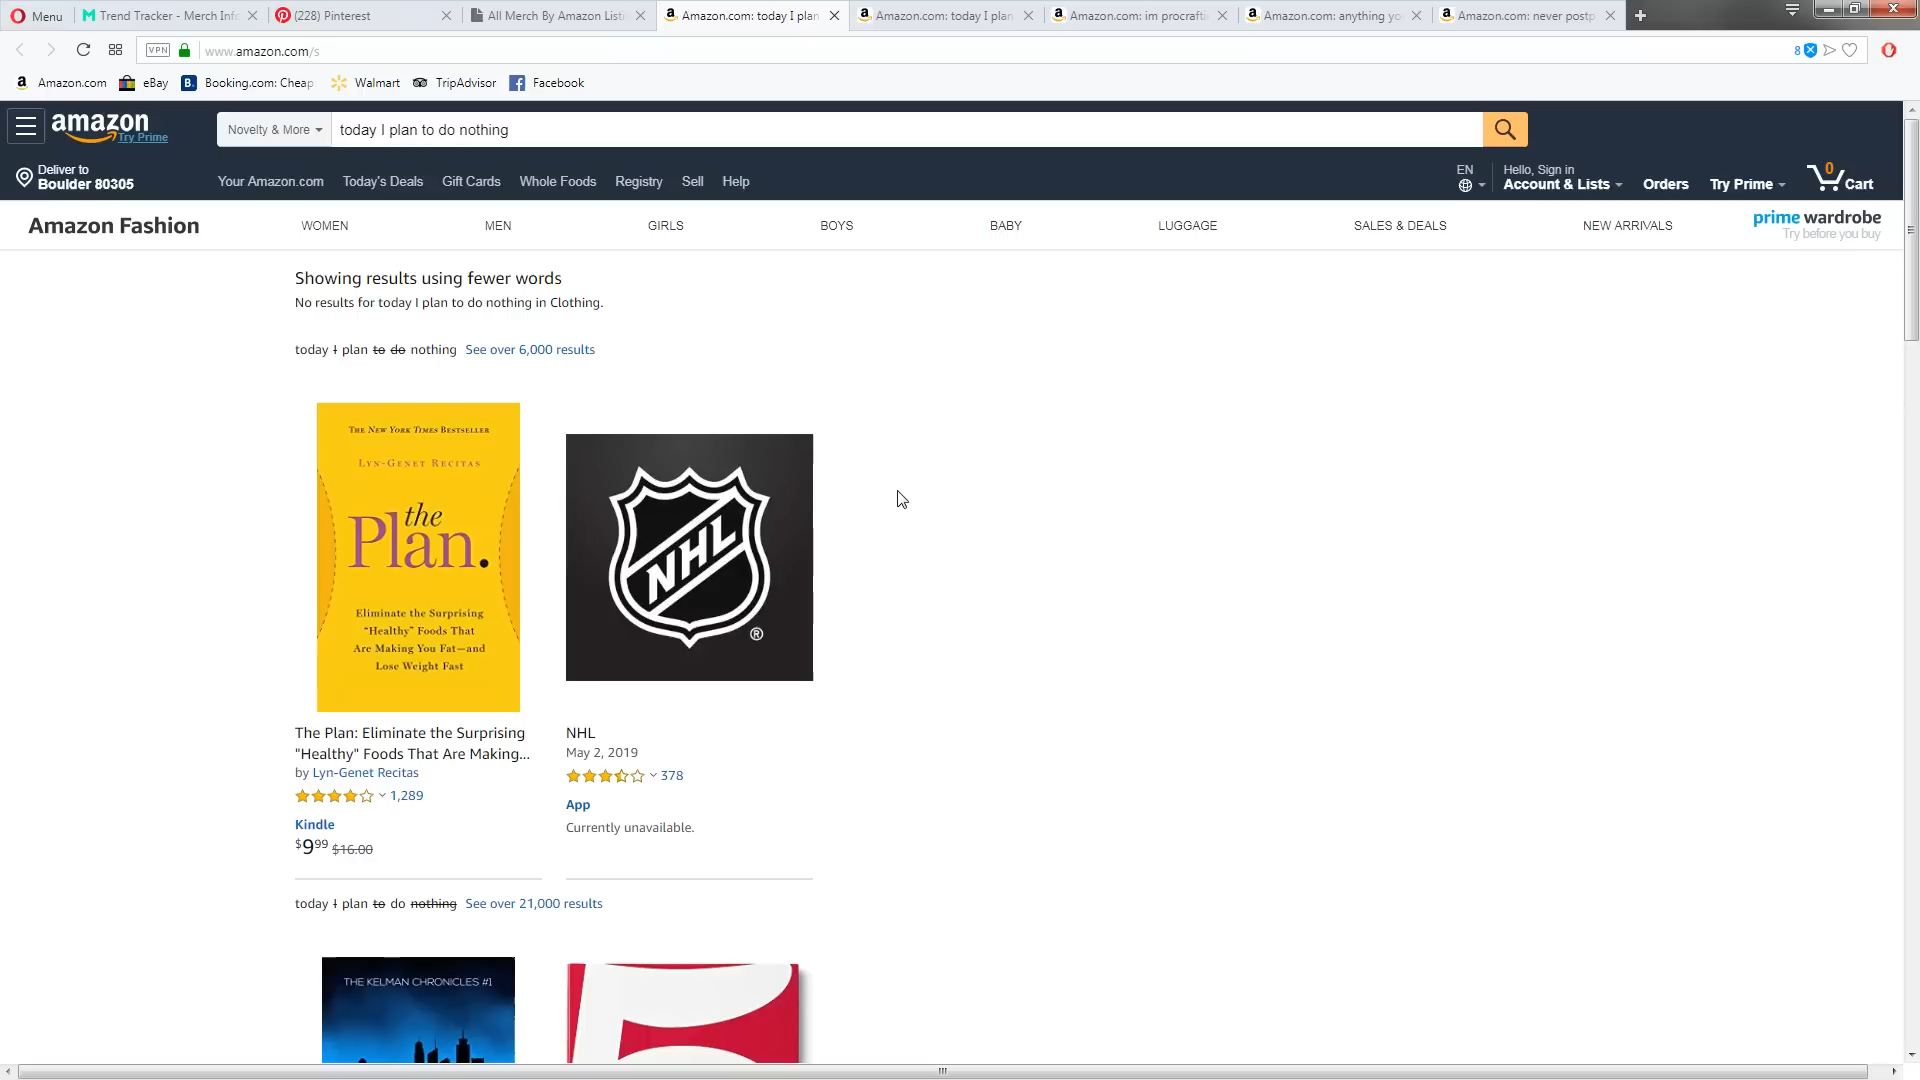 Menu
Trend Tracker - Merch Info
(228) Pinterest
All Merch By Amazon Listi
Amazon.com: today I plan
Amazon.com: today I plan
Amazon.com: im procrafti
Amazon.com: anything yo
Amazon.com: never postp
VPN
www.amazon.com/s
8
Amazon.com
eBay
Booking.com: Cheap
Walmart
TripAdvisor
Facebook
amazon
Try Prime
Novelty & More
today I plan to do nothing
Deliver to
Boulder 80305
Your Amazon.com
Today's Deals
Gift Cards
Whole Foods
Registry
Sell
Help
EN
Hello, Sign in
Account & Lists
Orders
Try Prime
0
Cart
Amazon Fashion
WOMEN
MEN
GIRLS
BOYS
BABY
LUGGAGE
SALES & DEALS
NEW ARRIVALS
prime wardrobe
Try before you buy
Showing results using fewer words
No results for today I plan to do nothing in Clothing.
today I plan to do nothing See over 6,000 results
THE NEW YORK TIMES BESTSELLER
LYN-GENET RECITAS
the
Plan.
Eliminate the Surprising
“Healthy” Foods That
Are Making You Fat—and
Lose Weight Fast
NHL
®
The Plan: Eliminate the Surprising
"Healthy" Foods That Are Making...
by Lyn-Genet Recitas
1,289
Kindle
$9.99 $16.00
NHL
May 2, 2019
378
App
Currently unavailable.
today I plan to do nothing See over 21,000 results
THE KELMAN CHRONICLES #1